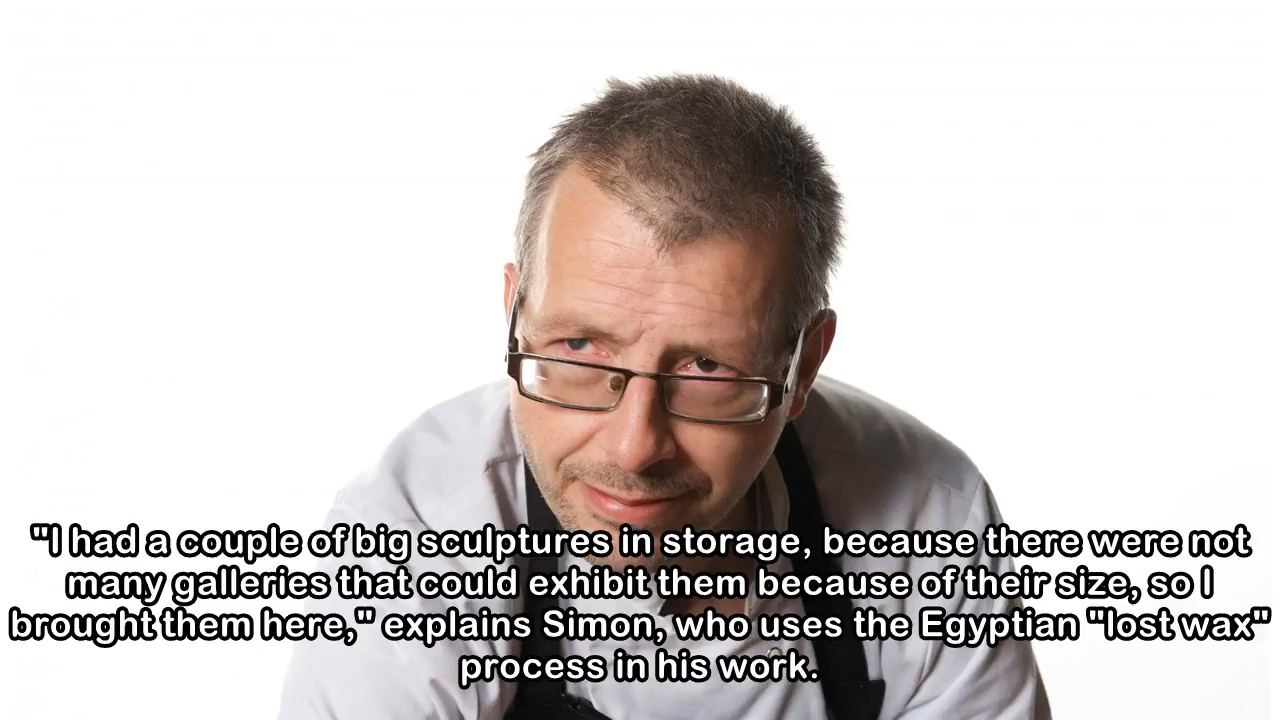 "I had a couple of big sculptures in storage, because there were not
many galleries that could exhibit them because of their size, so I
brought them here," explains Simon, who uses the Egyptian "lost wax"
process in his work.